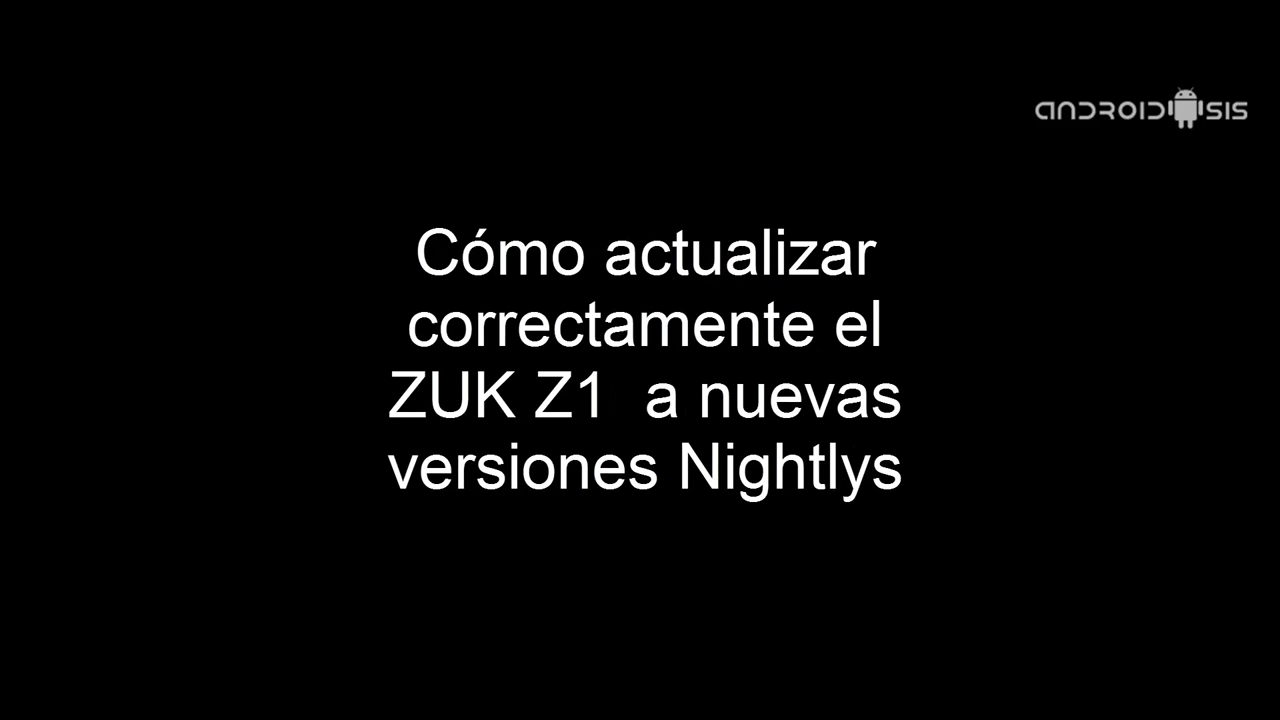 ANDROIDSIS
Cómo actualizar
correctamente el
ZUK Z1  a nuevas
versiones Nightlys